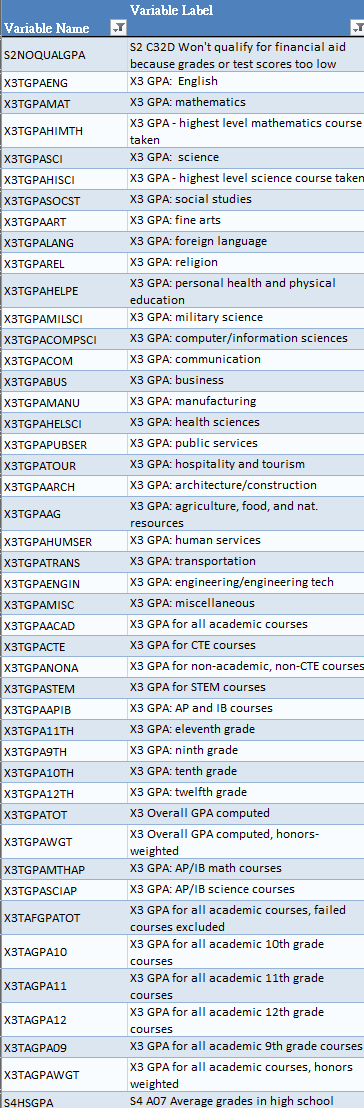 Variable Name Variable Label
S2NOQUALGPA S2 C32D Won't qualify for financial aid
because grades or test scores too low
X3TGPAENG X3 GPA: English
X3TGPAMAT X3 GPA: mathematics
X3TGPAHIMTH X3 GPA - highest level mathematics course
taken
X3TGPASCI X3 GPA: science
X3TGPAHISCI X3 GPA - highest level science course taken
X3TGPASOCST X3 GPA: social studies
X3TGPAART X3 GPA: fine arts
X3TGPALANG X3 GPA: foreign language
X3TGPAREL X3 GPA: religion
X3TGPAHELPE X3 GPA: personal health and physical
education
X3TGPAMILSCI X3 GPA: military science
X3TGPACOMPSCI X3 GPA: computer/information sciences
X3TGPACOM X3 GPA: communication
X3TGPABUS X3 GPA: business
X3TGPAMANU X3 GPA: manufacturing
X3TGPAHELSCI X3 GPA: health sciences
X3TGPAPUBSER X3 GPA: public services
X3TGPATOUR X3 GPA: hospitality and tourism
X3TGPAARCH X3 GPA: architecture/construction
X3TGPAAG X3 GPA: agriculture, food, and nat.
resources
X3TGPAHUMSER X3 GPA: human services
X3TGPATRANS X3 GPA: transportation
X3TGPAENGIN X3 GPA: engineering/engineering tech
X3TGPAMISC X3 GPA: miscellaneous
X3TGPAACAD X3 GPA for all academic courses
X3TGPACTE X3 GPA for CTE courses
X3TGPANONA X3 GPA for non-academic, non-CTE courses
X3TGPASTEM X3 GPA for STEM courses
X3TGPAAPIB X3 GPA: AP and IB courses
X3TGPA11TH X3 GPA: eleventh grade
X3TGPA9TH X3 GPA: ninth grade
X3TGPA10TH X3 GPA: tenth grade
X3TGPA12TH X3 GPA: twelfth grade
X3TGPATOT X3 Overall GPA computed
X3TGPAWGT X3 Overall GPA computed, honors-
weighted
X3TGPAMTHAP X3 GPA: AP/IB math courses
X3TGPASCIAP X3 GPA: AP/IB science courses
X3TAFGPATOT X3 GPA for all academic courses, failed
courses excluded
X3TAGPA10 X3 GPA for all academic 10th grade
courses
X3TAGPA11 X3 GPA for all academic 11th grade
courses
X3TAGPA12 X3 GPA for all academic 12th grade
courses
X3TAGPA09 X3 GPA for all academic 9th grade courses
X3TAGPAWGT X3 GPA for all academic courses, honors
weighted
S4HSGPA S4 A07 Average grades in high school